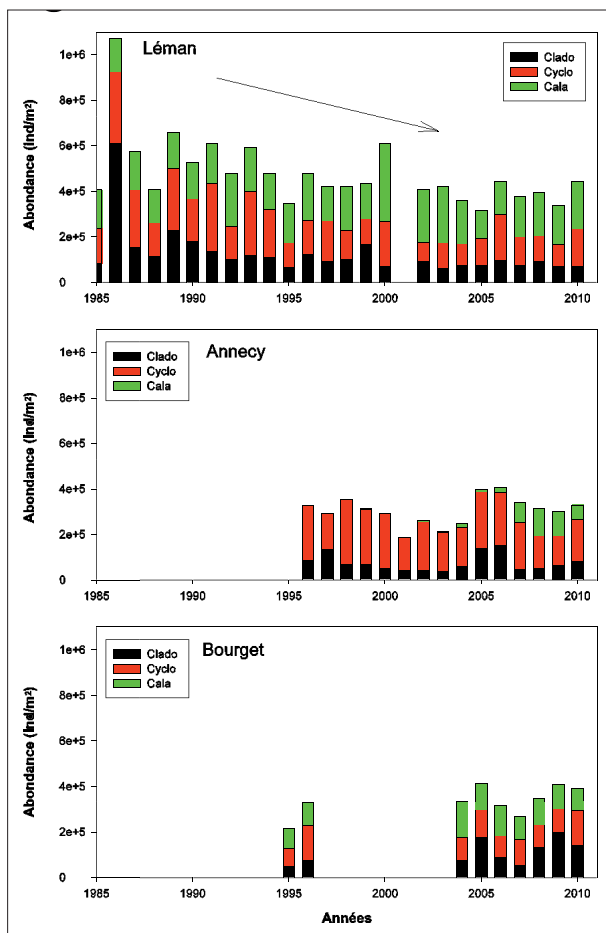 Léman
Clado
Cyclo
Cala
Abondance (Ind/m²)
1e+6
8e+5
6e+5
4e+5
2e+5
0
1985 1990 1995 2000 2005 2010
Annecy
Clado
Cyclo
Cala
Abondance (Ind/m²)
1e+6
8e+5
6e+5
4e+5
2e+5
0
1985 1990 1995 2000 2005 2010
Bourget
Clado
Cyclo
Cala
Abondance (Ind/m²)
1e+6
8e+5
6e+5
4e+5
2e+5
0
1985 1990 1995 2000 2005 2010
Années